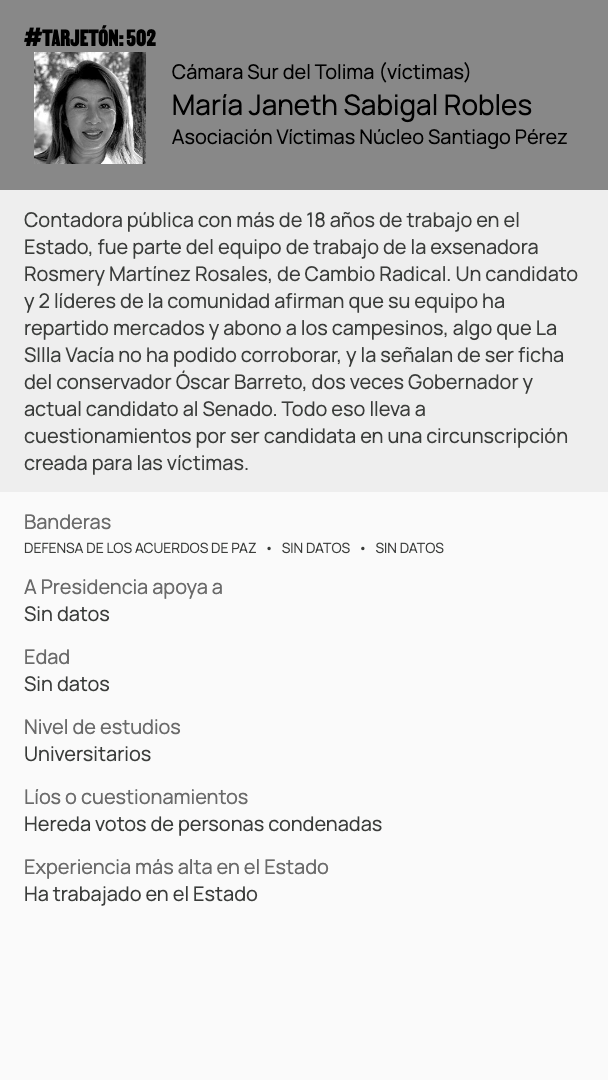 #TARJETÓN: 502
Cámara Sur del Tolima (víctimas)
María Janeth Sabigal Robles
Asociación Víctimas Núcleo Santiago Pérez
Contadora pública con más de 18 años de trabajo en el
Estado, fue parte del equipo de trabajo de la exsenadora
Rosmery Martínez Rosales, de Cambio Radical. Un candidato
y 2 líderes de la comunidad afirman que su equipo ha
repartido mercados y abono a los campesinos, algo que La
SIlla Vacía no ha podido corroborar, y la señalan de ser ficha
del conservador Óscar Barreto, dos veces Gobernador y
actual candidato al Senado. Todo eso lleva a
cuestionamientos por ser candidata en una circunscripción
creada para las víctimas.
Banderas
DEFENSA DE LOS ACUERDOS DE PAZ • SIN DATOS • SIN DATOS
A Presidencia apoya a
Sin datos
Edad
Sin datos
Nivel de estudios
Universitarios
Líos o cuestionamientos
Hereda votos de personas condenadas
Experiencia más alta en el Estado
Ha trabajado en el Estado